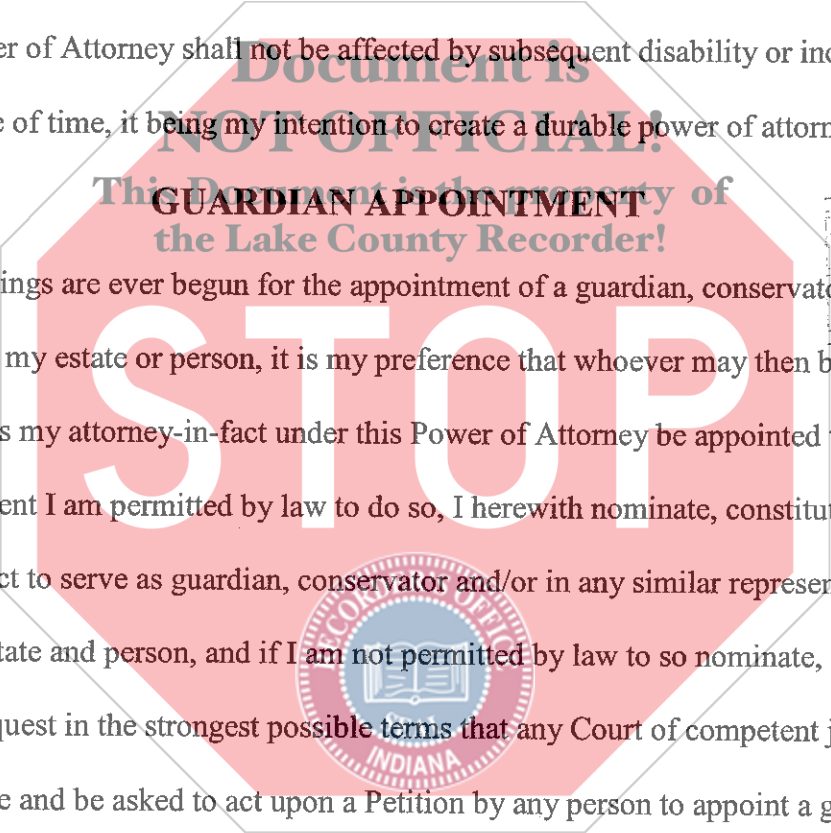 er of Attorney shall not be affected by subsequent disability or inc
Document is
e of time, it being my intention to create a durable power of attorn
NOT OFFICIAL!
This Document is the property of
GUARDIAN APPOINTMENT
the Lake County Recorder!
ings are ever begun for the appointment of a guardian, conservato
STOP
my estate or person, it is my preference that whoever may then b
s my attorney-in-fact under this Power of Attorney be appointed t
ent I am permitted by law to do so, I herewith nominate, constitut
ct to serve as guardian, conservator and/or in any similar represen
RECORDER'S OFFICE
tate and person, and if I am not permitted by law to so nominate,
quest in the strongest possible terms that any Court of competent j
INDIANA
e and be asked to act upon a Petition by any person to appoint a g